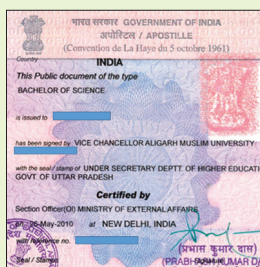 भारत सरकार GOVERNMENT OF INDIA
अपोस्टिल / APOSTILLE
(Convention de La Haye du 5 octobre 1961)
Country INDIA
This Public document of the type
BACHELOR OF SCIENCE
is issued to
has been signed by VICE CHANCELLOR ALIGARH MUSLIM UNIVERSITY
with the seal / stamp of UNDER SECRETARY DEPTT. OF HIGHER EDUCATI
GOVT. OF UTTAR PRADESH
Certified by
Section Officer(OI) MINISTRY OF EXTERNAL AFFAIRS
on 26-May-2010 at NEW DELHI, INDIA
with reference no.
(प्रभास कुमार दास)
Seal / Stamp
(PRABHAS KUMAR DA